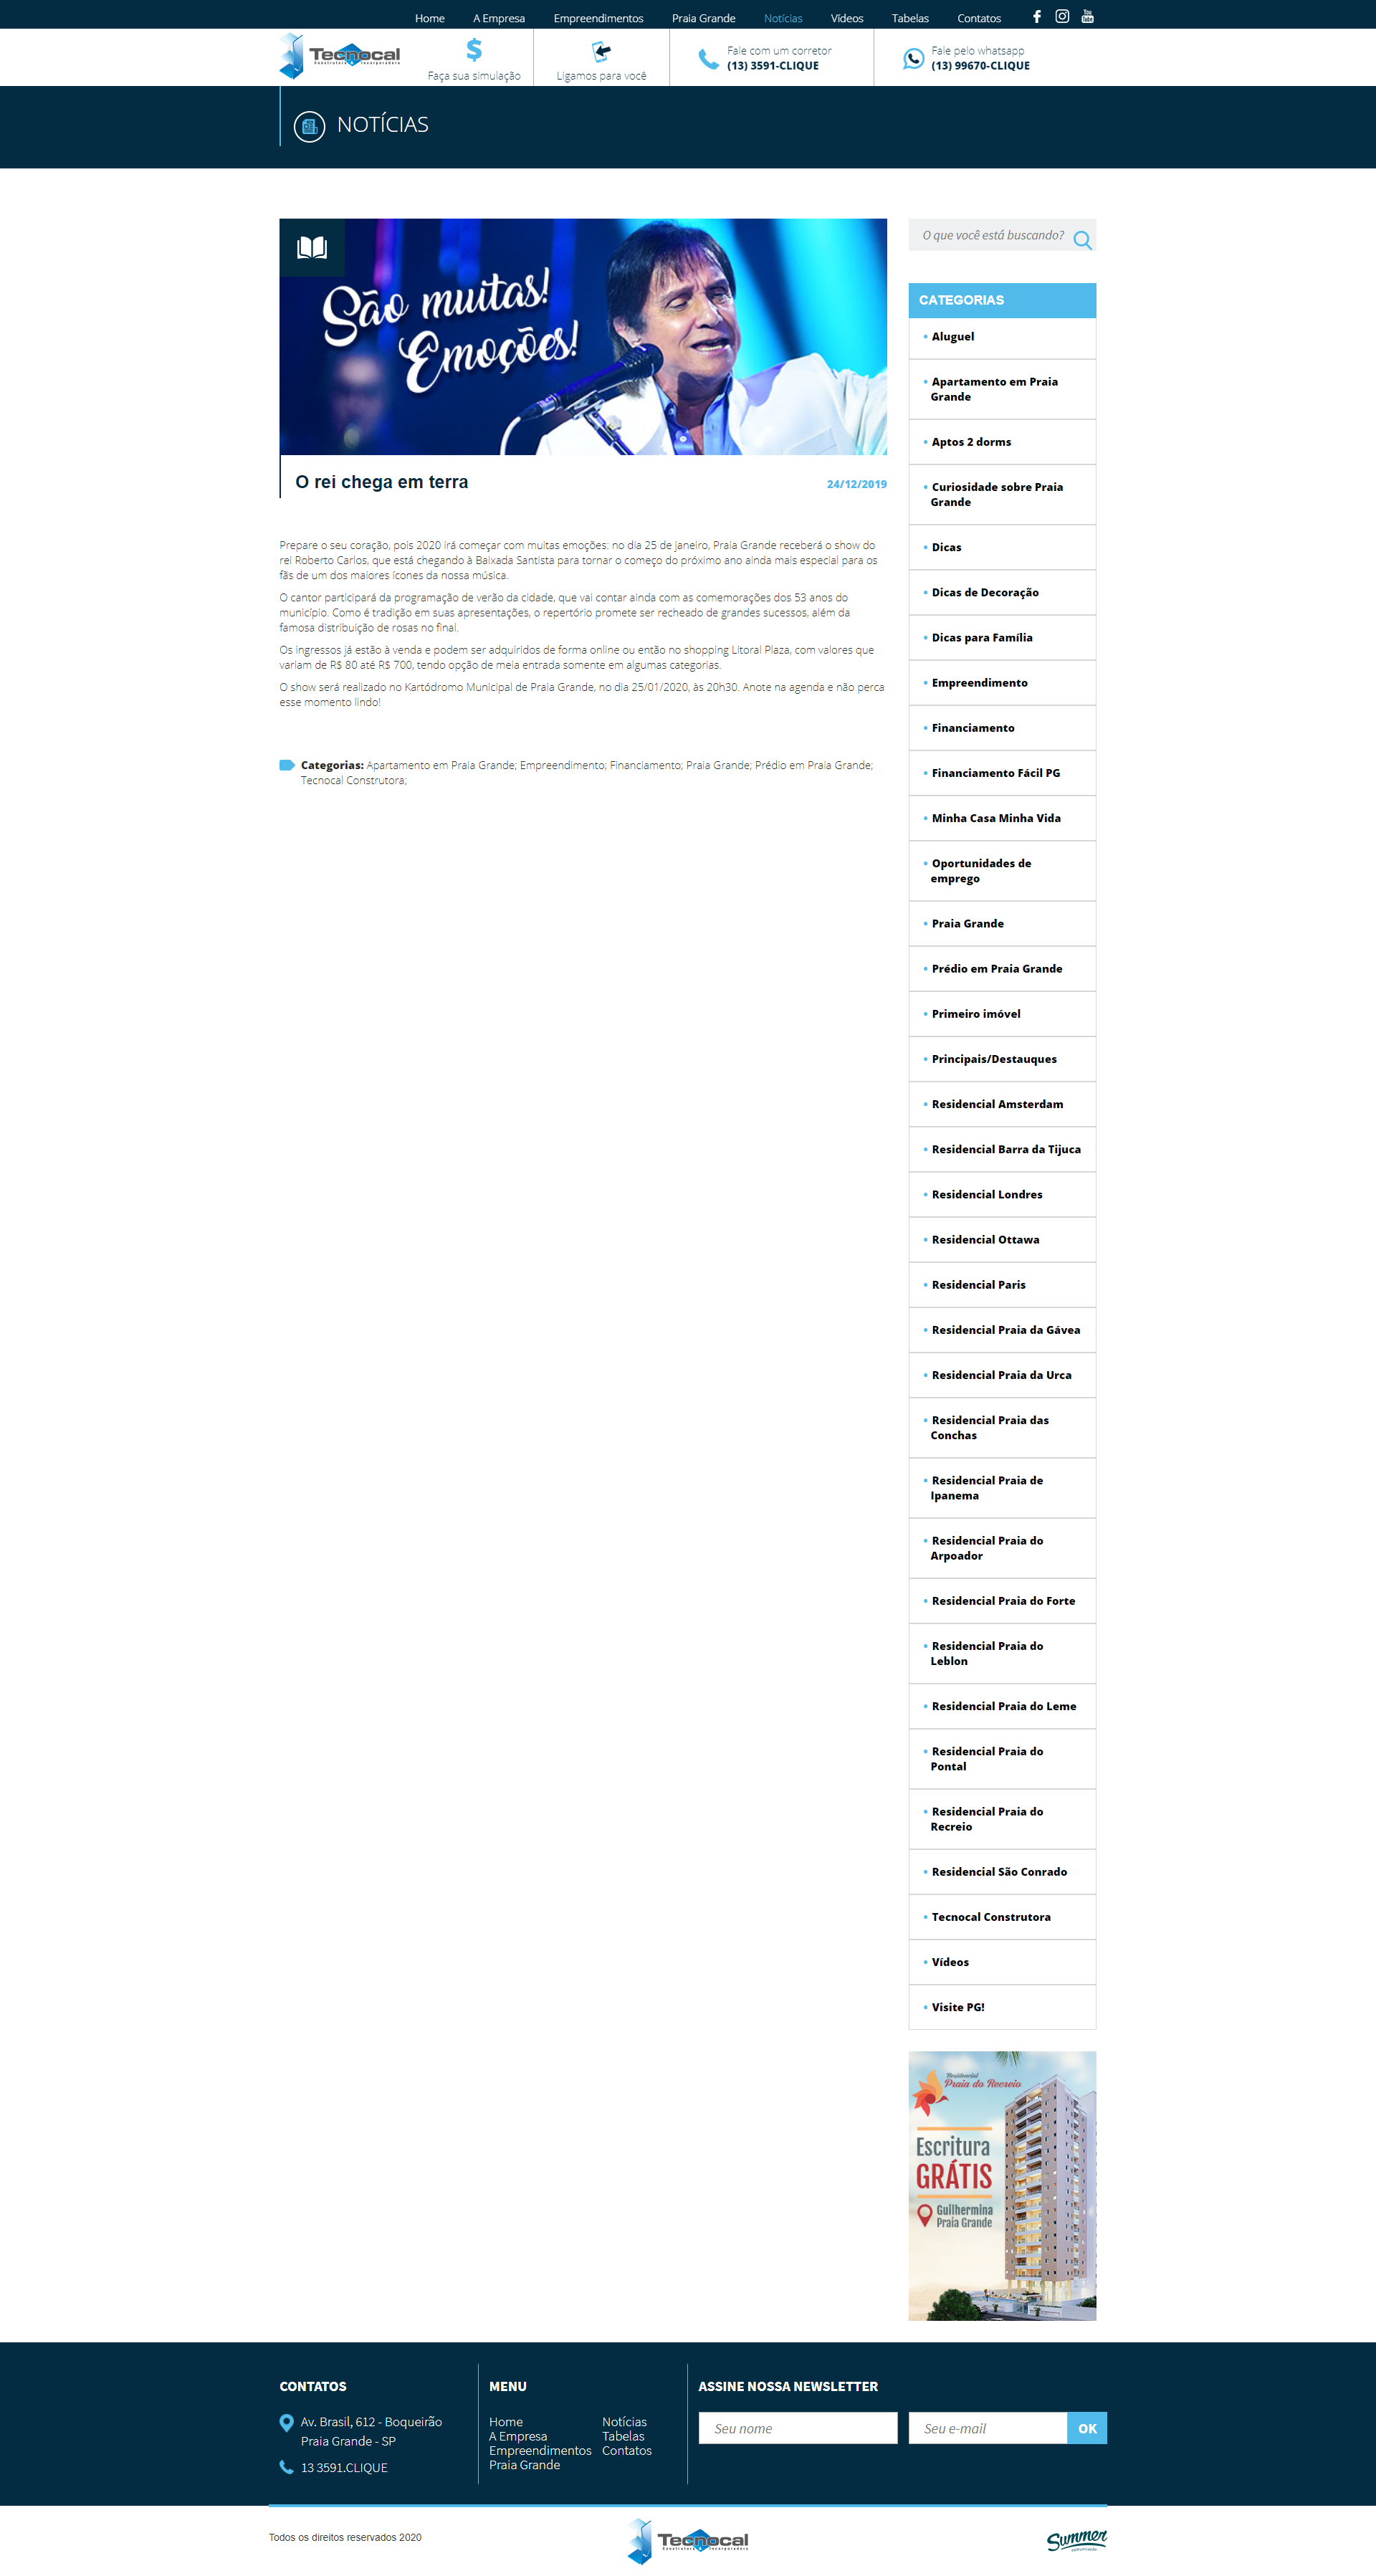 Home A Empresa Empreendimentos Praia Grande Notícias Vídeos Tabelas Contatos You Tube
Tecnocal
Construtora e Incorporadora
$
Faça sua simulação
Ligamos para você
Fale com um corretor
(13) 3591-CLIQUE
Fale pelo whatsapp
(13) 99670-CLIQUE
NOTÍCIAS
São muitas!
Emoções!
O rei chega em terra
24/12/2019
Prepare o seu coração, pois 2020 irá começar com muitas emoções: no dia 25 de janeiro, Praia Grande receberá o show do
rei Roberto Carlos, que está chegando à Baixada Santista para tornar o começo do próximo ano ainda mais especial para os
fãs de um dos maiores ícones da nossa música.
O cantor participará da programação de verão da cidade, que vai contar ainda com as comemorações dos 53 anos do
município. Como é tradição em suas apresentações, o repertório promete ser recheado de grandes sucessos, além da
famosa distribuição de rosas no final.
Os ingressos já estão à venda e podem ser adquiridos de forma online ou então no shopping Litoral Plaza, com valores que
variam de R$ 80 até R$ 700, tendo opção de meia entrada somente em algumas categorias.
O show será realizado no Kartódromo Municipal de Praia Grande, no dia 25/01/2020, às 20h30. Anote na agenda e não perca
esse momento lindo!
Categorias: Apartamento em Praia Grande; Empreendimento; Financiamento; Praia Grande; Prédio em Praia Grande;
Tecnocal Construtora;
O que você está buscando?
CATEGORIAS
• Aluguel
• Apartamento em Praia
Grande
• Aptos 2 dorms
• Curiosidade sobre Praia
Grande
• Dicas
• Dicas de Decoração
• Dicas para Família
• Empreendimento
• Financiamento
• Financiamento Fácil PG
• Minha Casa Minha Vida
• Oportunidades de
emprego
• Praia Grande
• Prédio em Praia Grande
• Primeiro imóvel
• Principais/Destauques
• Residencial Amsterdam
• Residencial Barra da Tijuca
• Residencial Londres
• Residencial Ottawa
• Residencial Paris
• Residencial Praia da Gávea
• Residencial Praia da Urca
• Residencial Praia das
Conchas
• Residencial Praia de
Ipanema
• Residencial Praia do
Arpoador
• Residencial Praia do Forte
• Residencial Praia do
Leblon
• Residencial Praia do Leme
• Residencial Praia do
Pontal
• Residencial Praia do
Recreio
• Residencial São Conrado
• Tecnocal Construtora
• Vídeos
• Visite PG!
Residencial
Praia do Recreio
Escritura
GRÁTIS
Guilhermina
Praia Grande
CONTATOS
Av. Brasil, 612 - Boqueirão
Praia Grande - SP
13 3591.CLIQUE
MENU
Home
A Empresa
Empreendimentos
Praia Grande
Notícias
Tabelas
Contatos
ASSINE NOSSA NEWSLETTER
Seu nome
Seu e-mail
OK
Todos os direitos reservados 2020
Tecnocal
Construtora e Incorporadora
Summer
comunicação